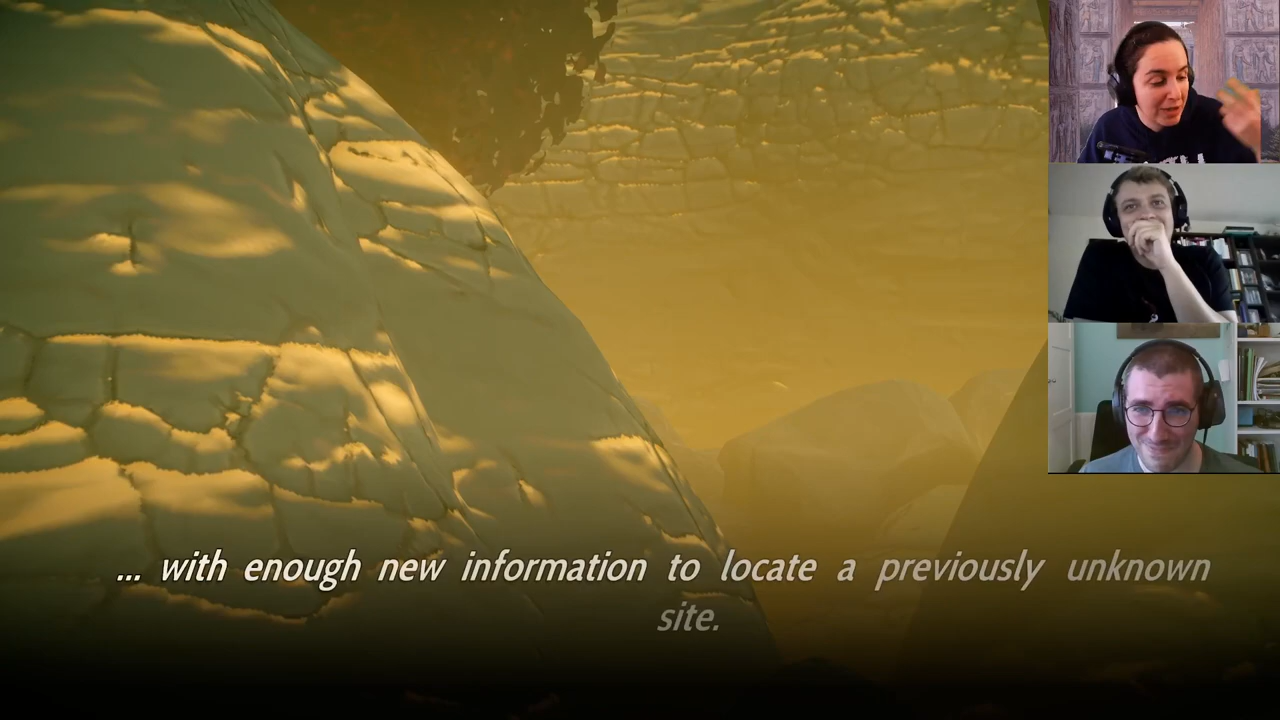 ... with enough new information to locate a previously unknown
site.